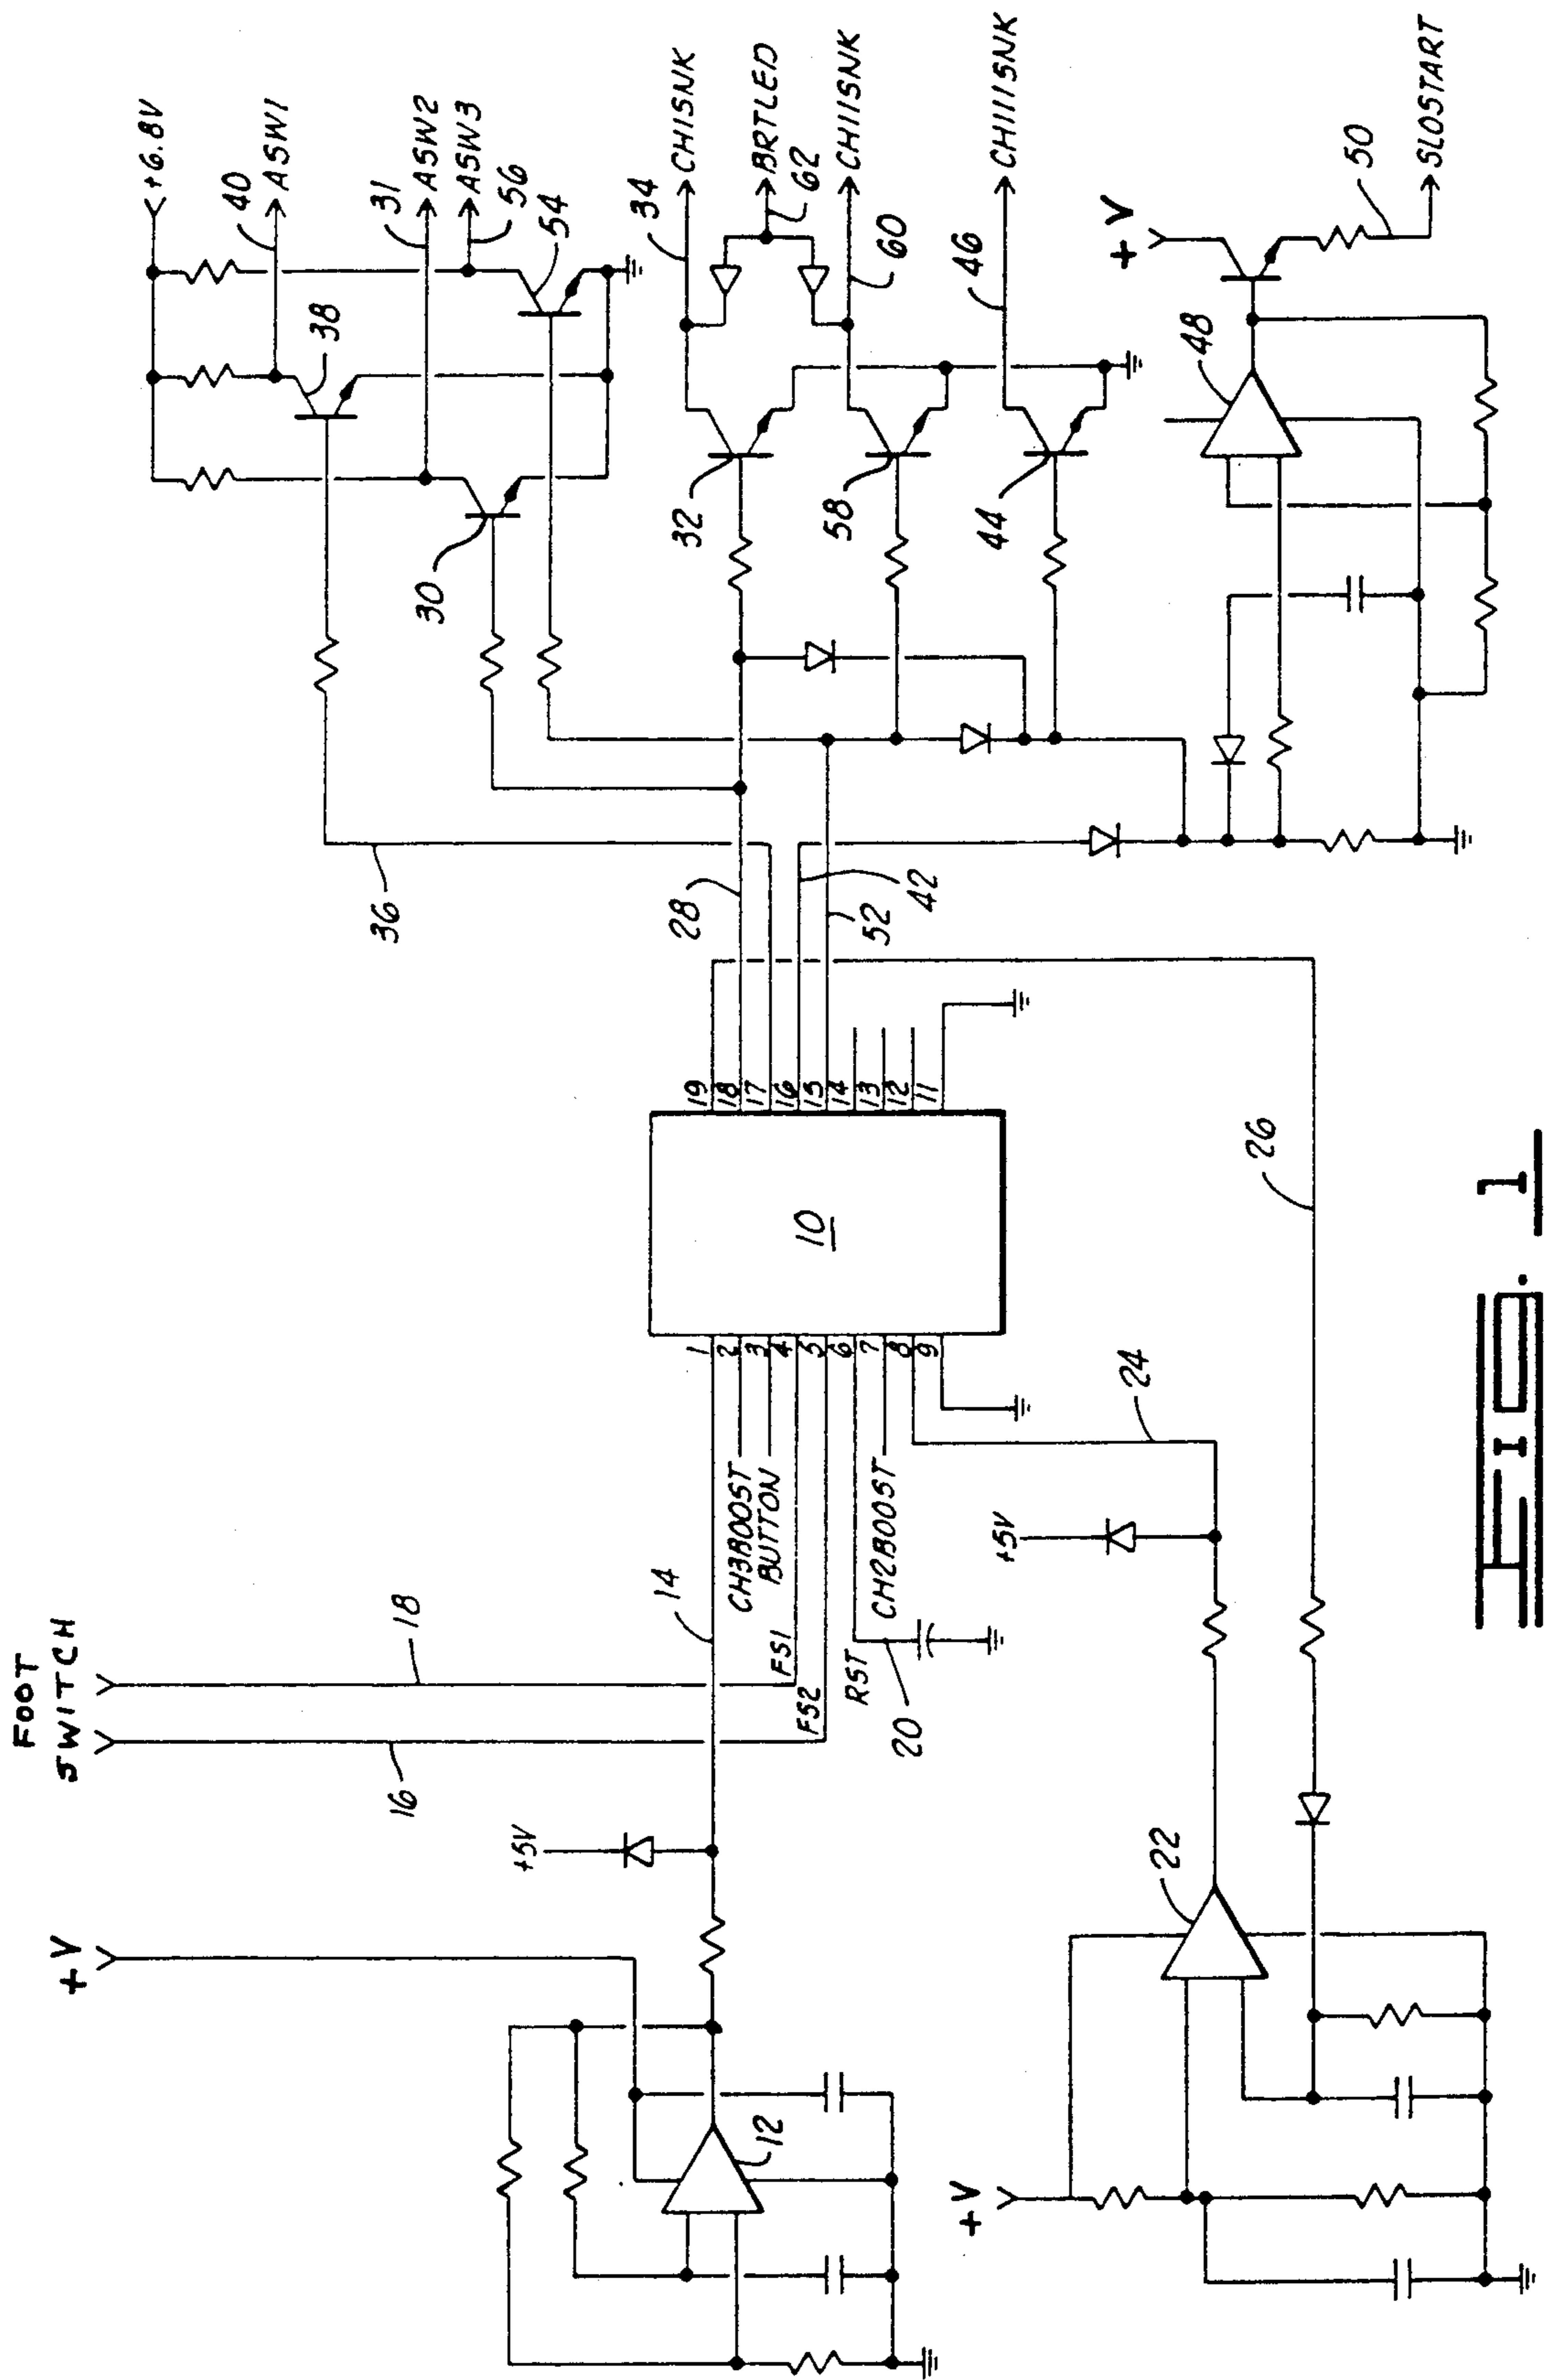 FOOT
SWITCH
+V
+5V
16
18
14
12
CH3BOOST
BUTTON
FS1
FS2
RST
20
CH2BOOST
+5V
24
22
+V
26
1
2
3
4
5
6
7
8
9
10
19
18
17
16
15
14
13
12
11
36
28
42
52
30
38
54
32
58
44
48
+6.8V
40
ASW1
31
ASW2
ASW3
56
34
CH1SNK
BRTLED
62
CH11SNK
60
46
CH111SNK
+V
50
SLOSTART
FIG. 1